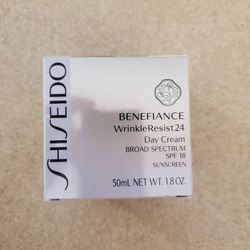 SHISEIDO
BENEFIANCE
WrinkleResist24
Day Cream
BROAD SPECTRUM
SPF 18
SUNSCREEN
50mL NET WT. 1.8 OZ.